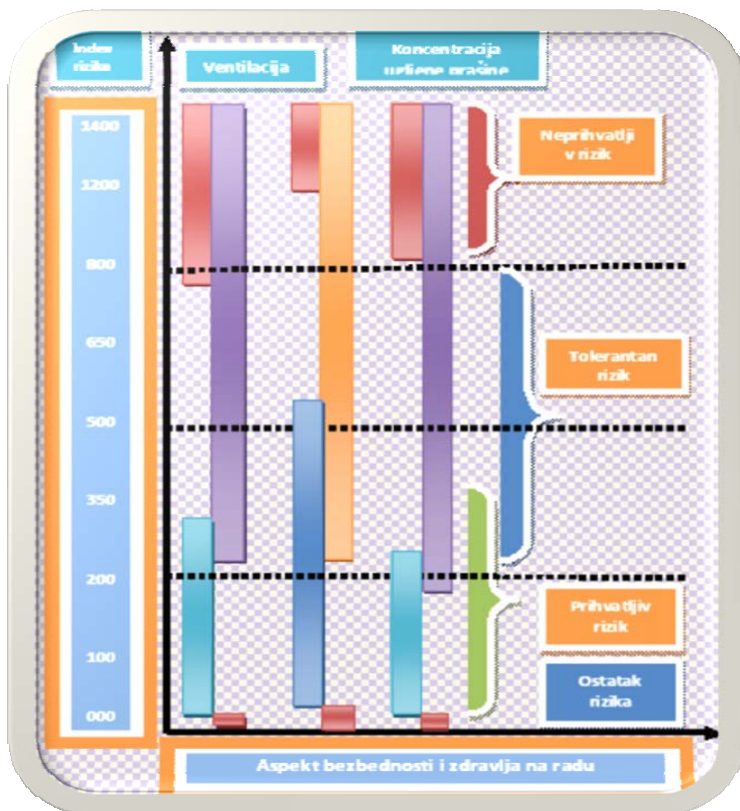 Index
rizika
Ventilacija
Koncentracija
ugljene prašine
1400
1200
800
650
500
350
200
100
000
Neprihvatlji
v rizik
Tolerantan
rizik
Prihvatljiv
rizik
Ostatak
rizika
Aspekt bezbednosti i zdravlja na radu